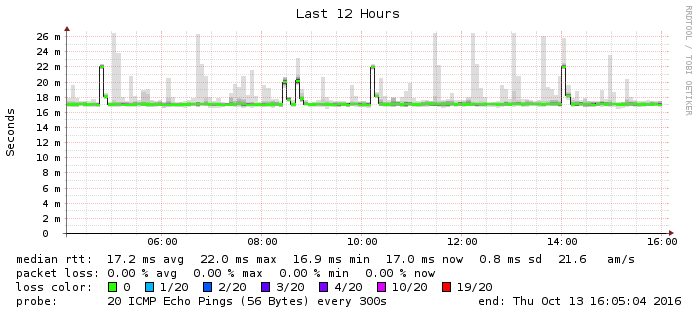 Last 12 Hours
RRDTOOL / TOBI OETIKER
Seconds
26 m
24 m
22 m
20 m
18 m
16 m
14 m
12 m
10 m
8 m
6 m
4 m
2 m
0
06:00 08:00 10:00 12:00 14:00 16:00
median rtt: 17.2 ms avg 22.0 ms max 16.9 ms min 17.0 ms now 0.8 ms sd 21.6 am/s
packet loss: 0.00 % avg 0.00 % max 0.00 % min 0.00 % now
loss color: 0 1/20 2/20 3/20 4/20 10/20 19/20
probe: 20 ICMP Echo Pings (56 Bytes) every 300s end: Thu Oct 13 16:05:04 2016